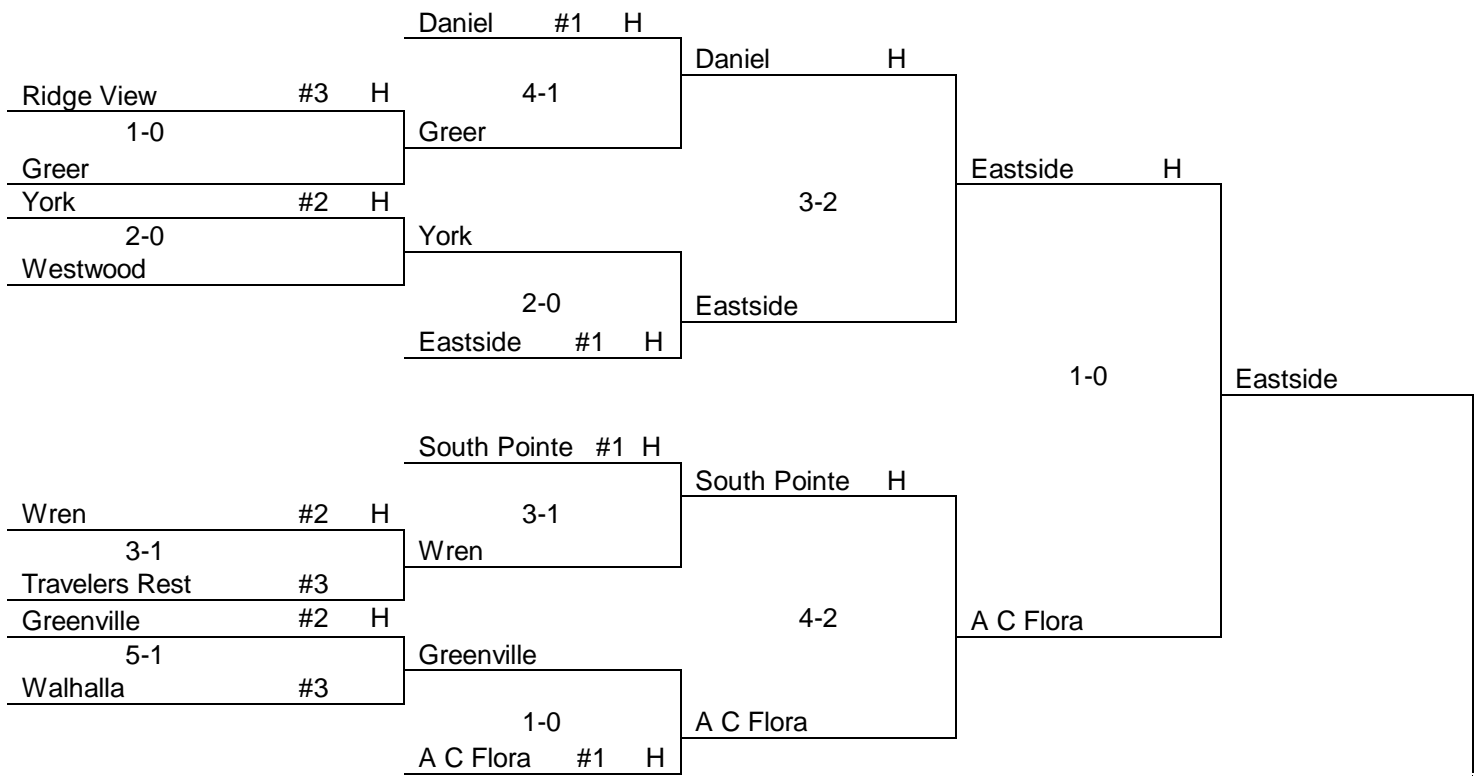 Daniel #1 H
Daniel H
Ridge View #3 H
4-1
1-0
Greer
Greer
Eastside H
York #2 H
3-2
2-0
York
Westwood
2-0
Eastside
Eastside #1 H
1-0
Eastside
South Pointe #1 H
South Pointe H
Wren #2 H
3-1
3-1
Wren
Travelers Rest #3
Greenville #2 H
4-2
A C Flora
5-1
Greenville
Walhalla #3
1-0
A C Flora
A C Flora #1 H